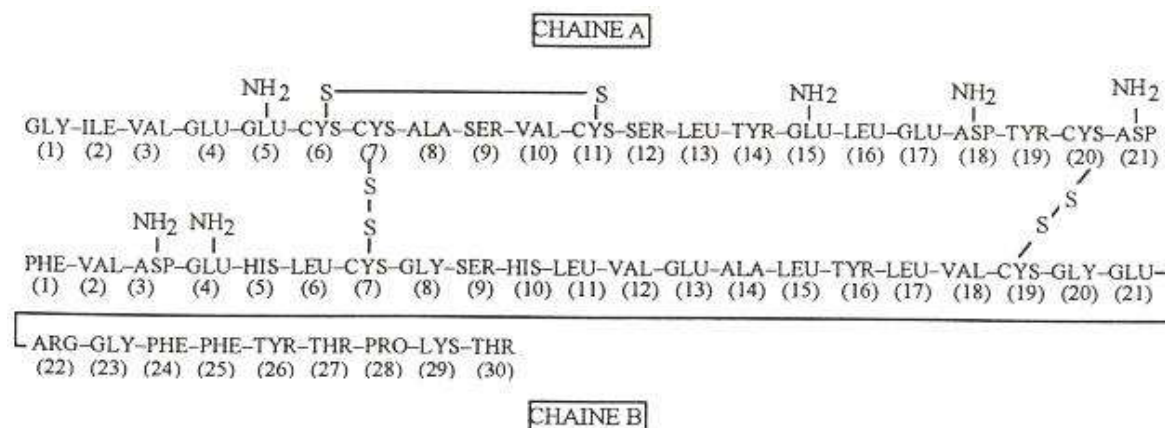 CHAINE A
NH2 S S NH2 NH2 NH2
GLY–ILE–VAL–GLU–GLU–CYS–CYS–ALA–SER–VAL–CYS–SER–LEU–TYR–GLU–LEU–GLU–ASP–TYR–CYS–ASP
(1) (2) (3) (4) (5) (6) (7) (8) (9) (10) (11) (12) (13) (14) (15) (16) (17) (18) (19) (20) (21)
S S
S S
NH2 NH2
PHE–VAL–ASP–GLU–HIS–LEU–CYS–GLY–SER–HIS–LEU–VAL–GLU–ALA–LEU–TYR–LEU–VAL–CYS–GLY–GLU–
(1) (2) (3) (4) (5) (6) (7) (8) (9) (10) (11) (12) (13) (14) (15) (16) (17) (18) (19) (20) (21)
ARG–GLY–PHE–PHE–TYR–THR–PRO–LYS–THR
(22) (23) (24) (25) (26) (27) (28) (29) (30)
CHAINE B